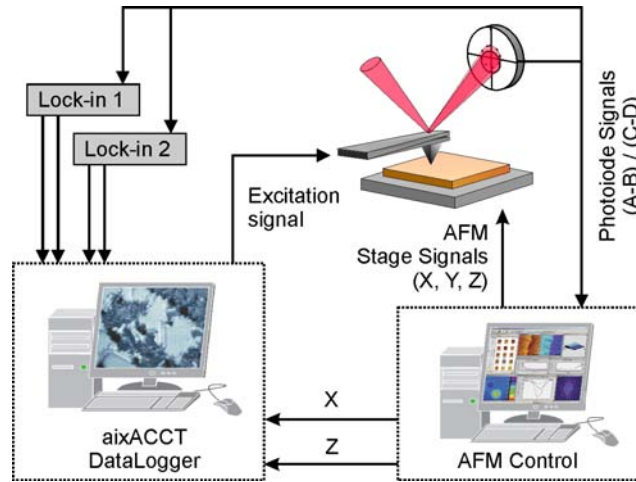 Lock-in 1
Lock-in 2
Excitation
signal
AFM
Stage Signals
(X, Y, Z)
Photoiode Signals
(A-B) / (C-D)
X
Z
aixACCT
DataLogger
AFM Control